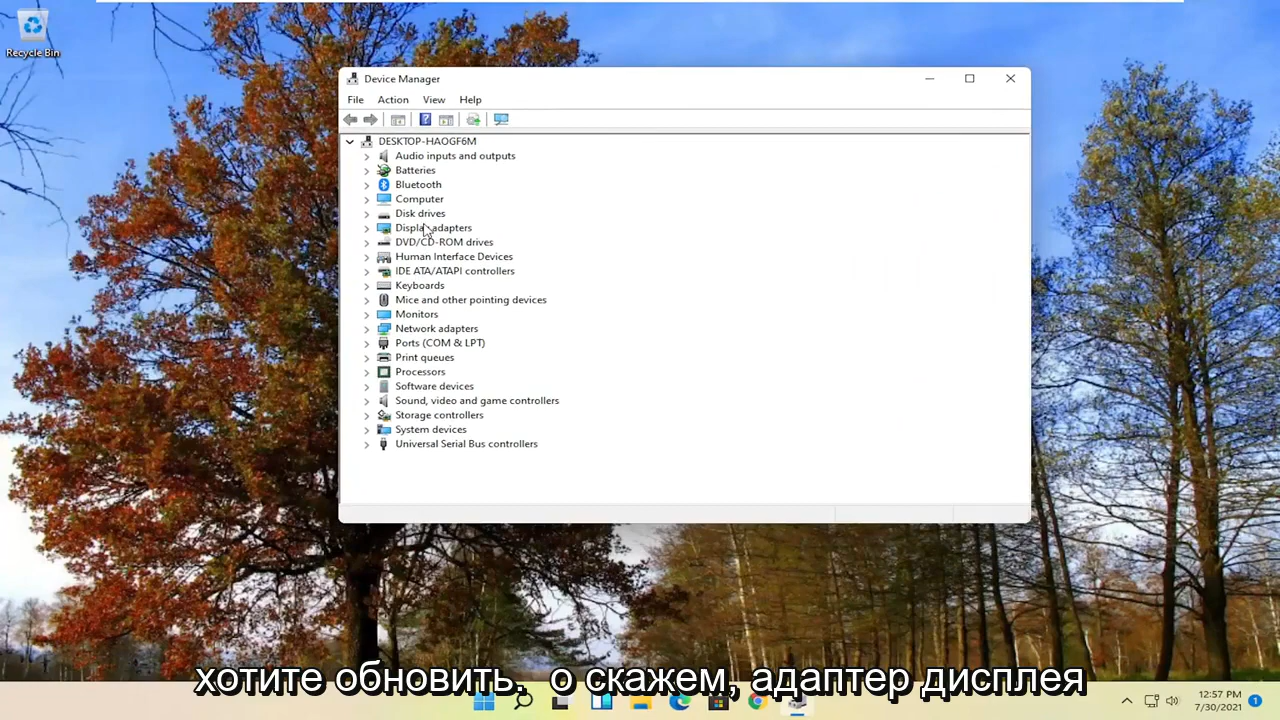 Recycle Bin
Device Manager
File Action View Help
DESKTOP-HAOGF6M
Audio inputs and outputs
Batteries
Bluetooth
Computer
Disk drives
Display adapters
DVD/CD-ROM drives
Human Interface Devices
IDE ATA/ATAPI controllers
Keyboards
Mice and other pointing devices
Monitors
Network adapters
Ports (COM & LPT)
Print queues
Processors
Software devices
Sound, video and game controllers
Storage controllers
System devices
Universal Serial Bus controllers
хотите обновить. о скажем, адаптер дисплея
12:57 PM
7/30/2021
1